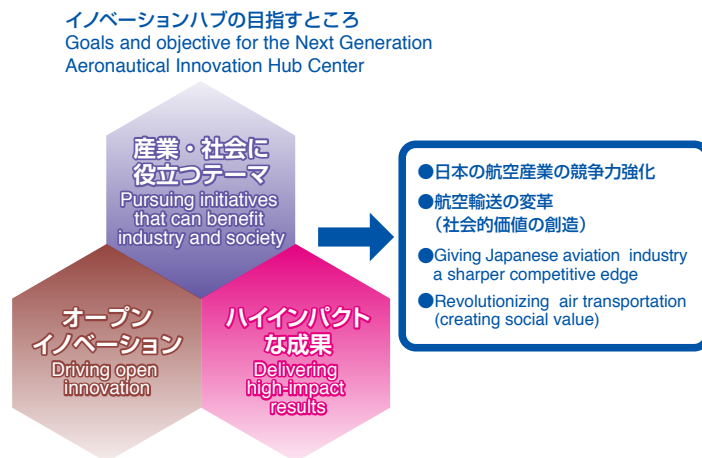 イノベーションハブの目指すところ
Goals and objective for the Next Generation
Aeronautical Innovation Hub Center
産業・社会に
役立つテーマ
Pursuing initiatives
that can benefit
industry and society
オープン
イノベーション
Driving open
innovation
ハイインパクト
な成果
Delivering
high-impact
results
●日本の航空産業の競争力強化
●航空輸送の変革
（社会的価値の創造）
●Giving Japanese aviation industry
a sharper competitive edge
●Revolutionizing air transportation
(creating social value)